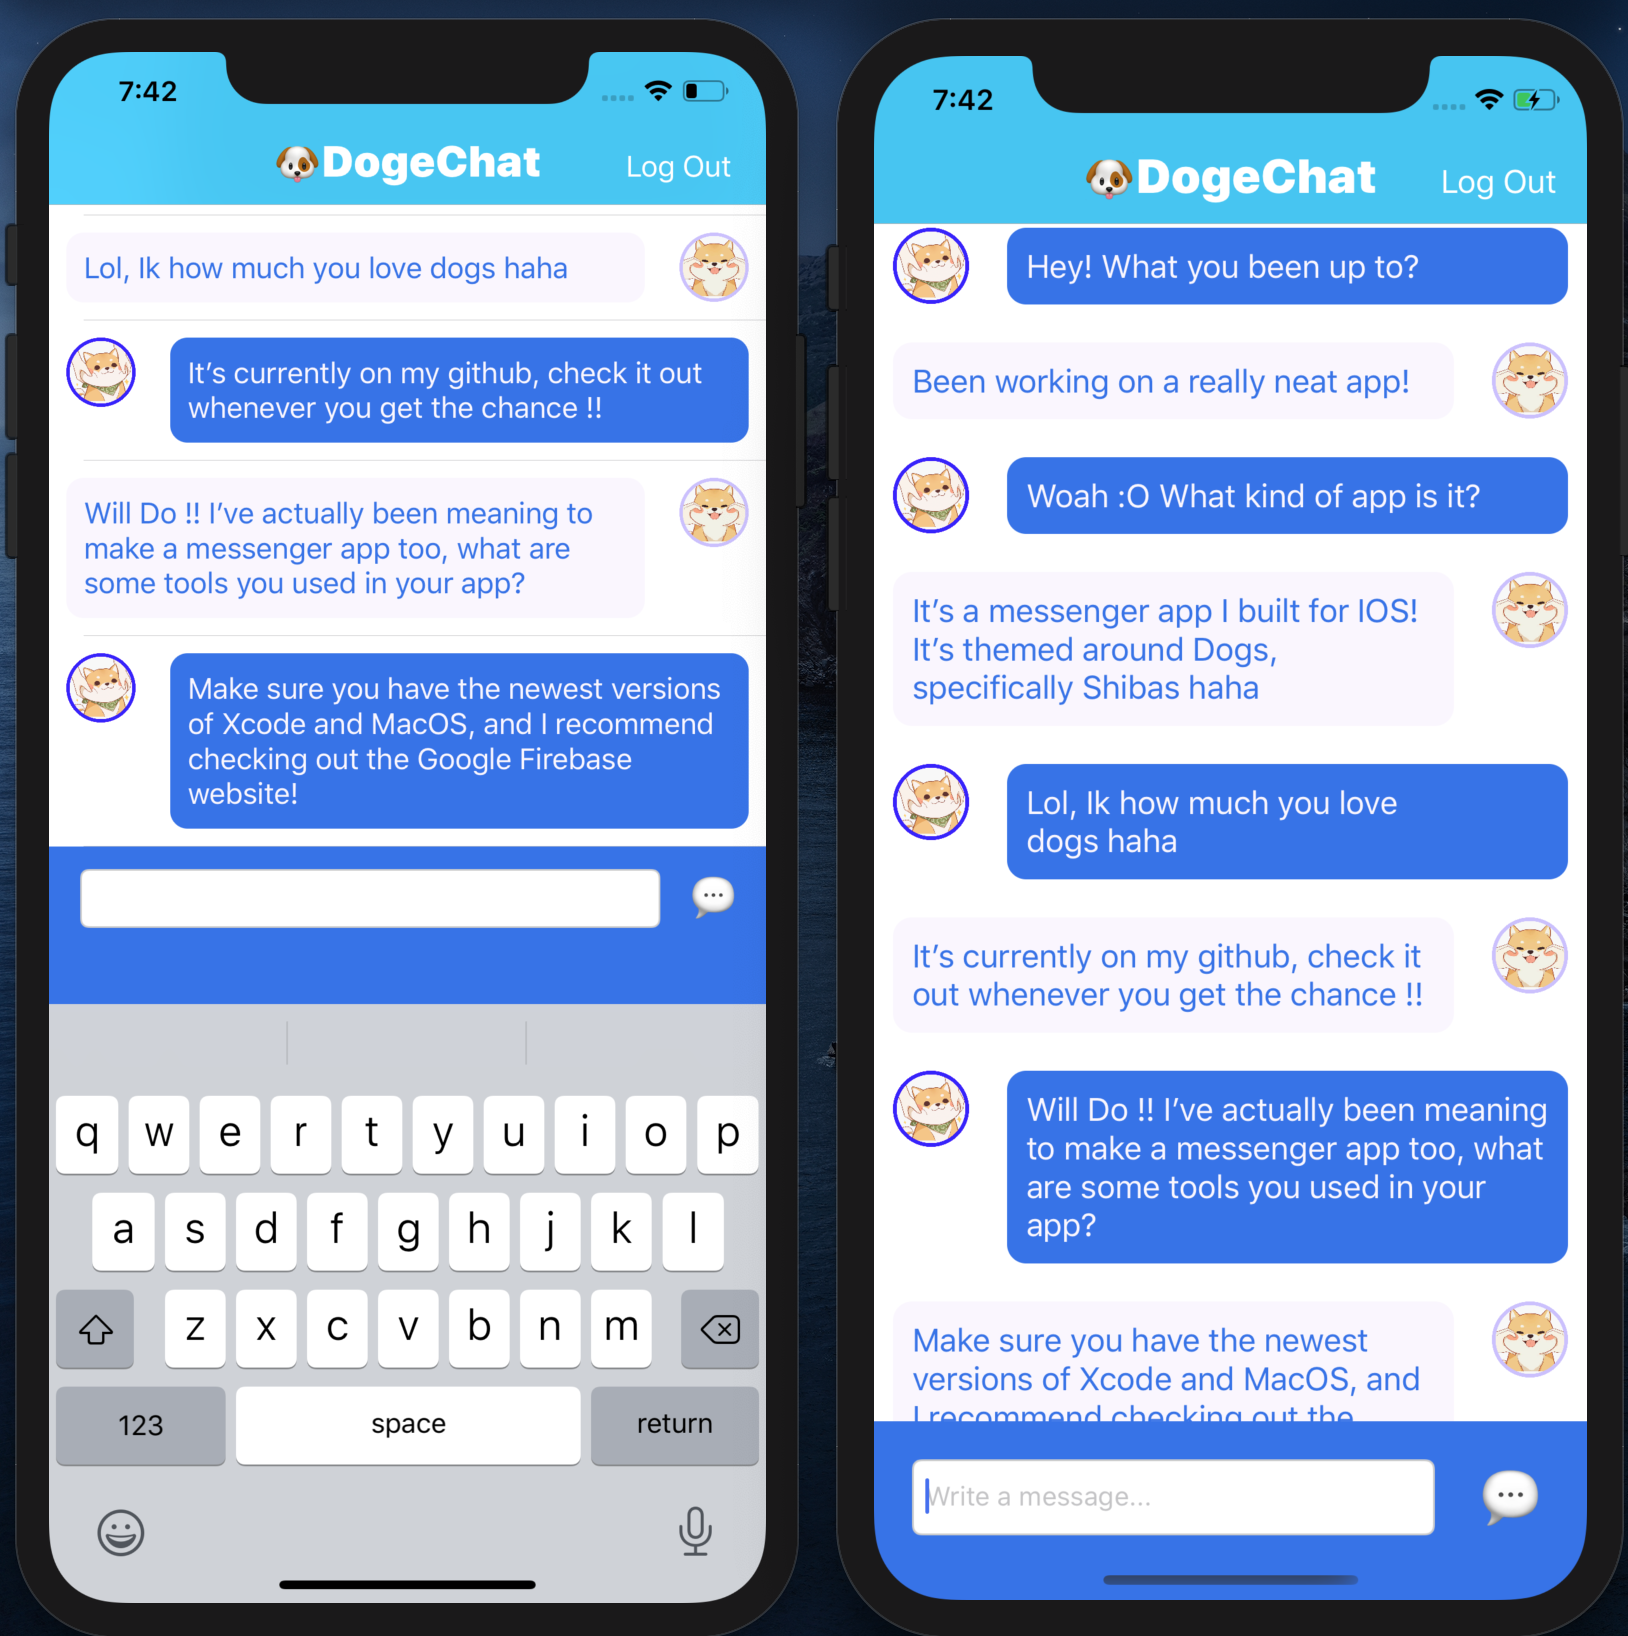 7:42
🐶DogeChat
Log Out
Lol, Ik how much you love dogs haha
It’s currently on my github, check it out
whenever you get the chance !!
Will Do !! I’ve actually been meaning to
make a messenger app too, what are
some tools you used in your app?
Make sure you have the newest versions
of Xcode and MacOS, and I recommend
checking out the Google Firebase
website!
q w e r t y u i o p
a s d f g h j k l
z x c v b n m
123 space return
7:42
🐶DogeChat
Log Out
Hey! What you been up to?
Been working on a really neat app!
Woah :O What kind of app is it?
It’s a messenger app I built for IOS!
It’s themed around Dogs,
specifically Shibas haha
Lol, Ik how much you love
dogs haha
It’s currently on my github, check it
out whenever you get the chance !!
Will Do !! I’ve actually been meaning
to make a messenger app too, what
are some tools you used in your
app?
Make sure you have the newest
versions of Xcode and MacOS, and
I recommend checking out the
Write a message...